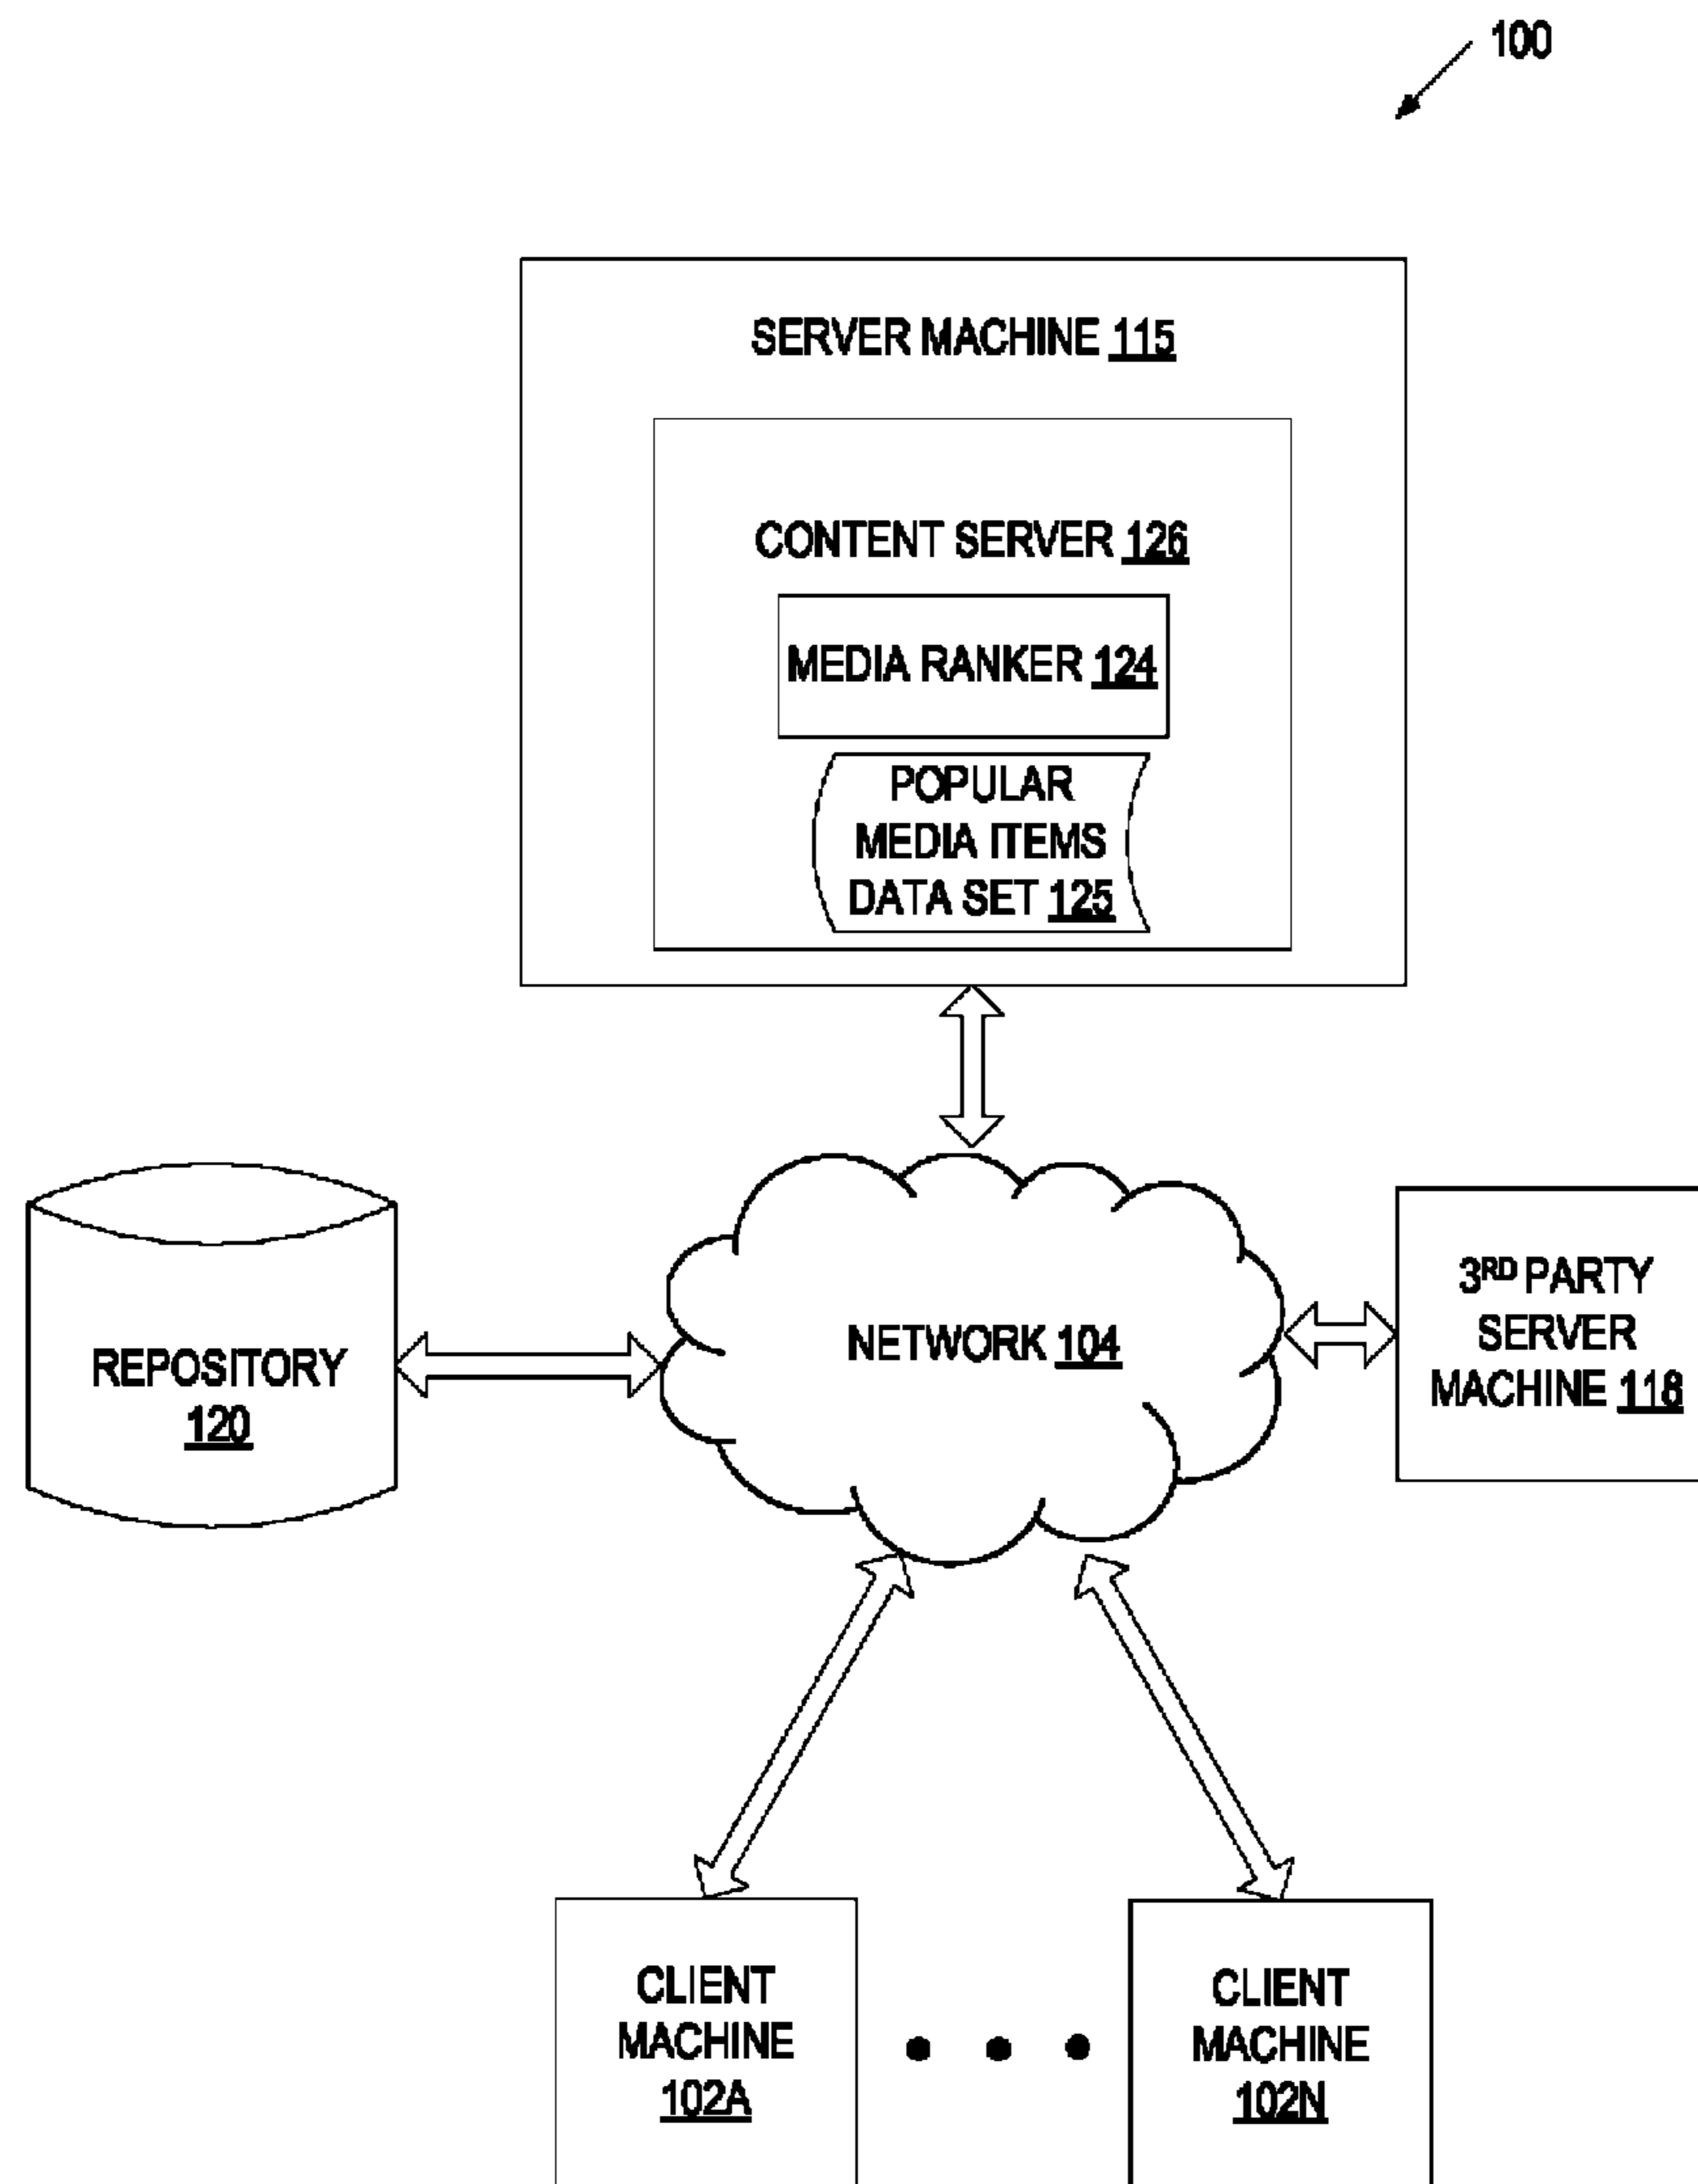 100
SERVER MACHINE 115
CONTENT SERVER 126
MEDIA RANKER 124
POPULAR
MEDIA ITEMS
DATA SET 125
REPOSITORY
120
NETWORK 104
3RD PARTY
SERVER
MACHINE 118
CLIENT
MACHINE
102A
CLIENT
MACHINE
102N